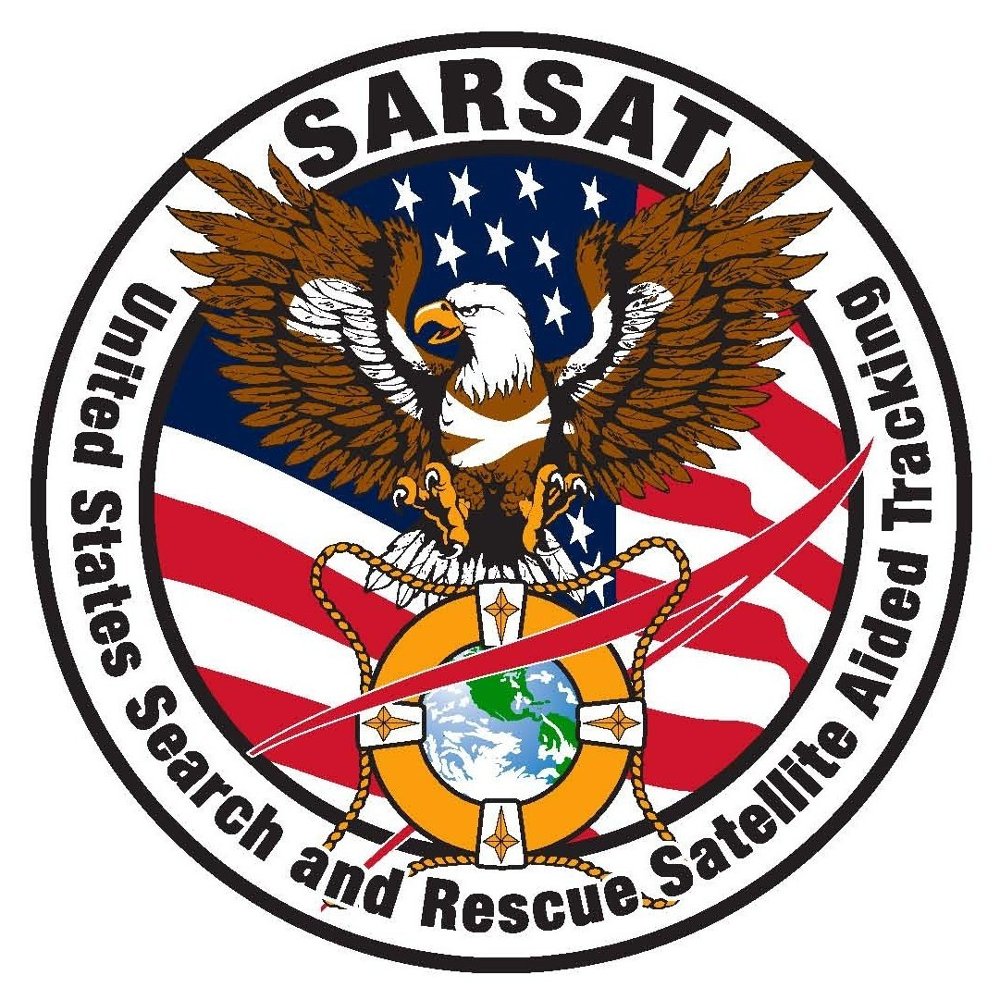 SARSAT
United States Search and Rescue Satellite Aided Tracking